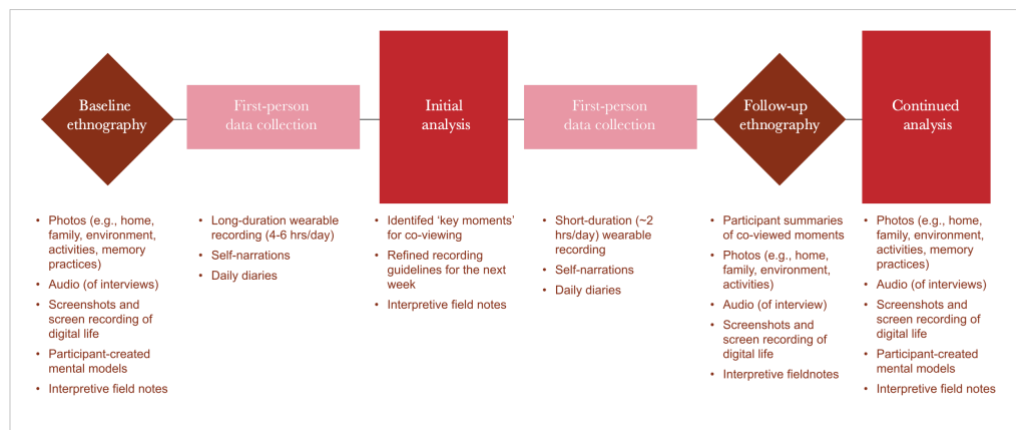 Baseline
ethnography
First-person
data collection
Initial
analysis
First-person
data collection
Follow-up
ethnography
Continued
analysis
• Photos (e.g., home,
family, environment,
activities, memory
practices)
• Audio (of interviews)
• Screenshots and
screen recording of
digital life
• Participant-created
mental models
• Interpretive field notes
• Long-duration wearable
recording (4-6 hrs/day)
• Self-narrations
• Daily diaries
• Identifed ‘key moments’
for co-viewing
• Refined recording
guidelines for the next
week
• Interpretive field notes
• Short-duration (~2
hrs/day) wearable
recording
• Self-narrations
• Daily diaries
• Participant summaries
of co-viewed moments
• Photos (e.g., home,
family, environment,
activities)
• Audio (of interview)
• Screenshots and
screen recording of
digital life
• Interpretive fieldnotes
• Photos (e.g., home,
family, environment,
activities, memory
practices)
• Audio (of interviews)
• Screenshots and
screen recording of
digital life
• Participant-created
mental models
• Interpretive field notes